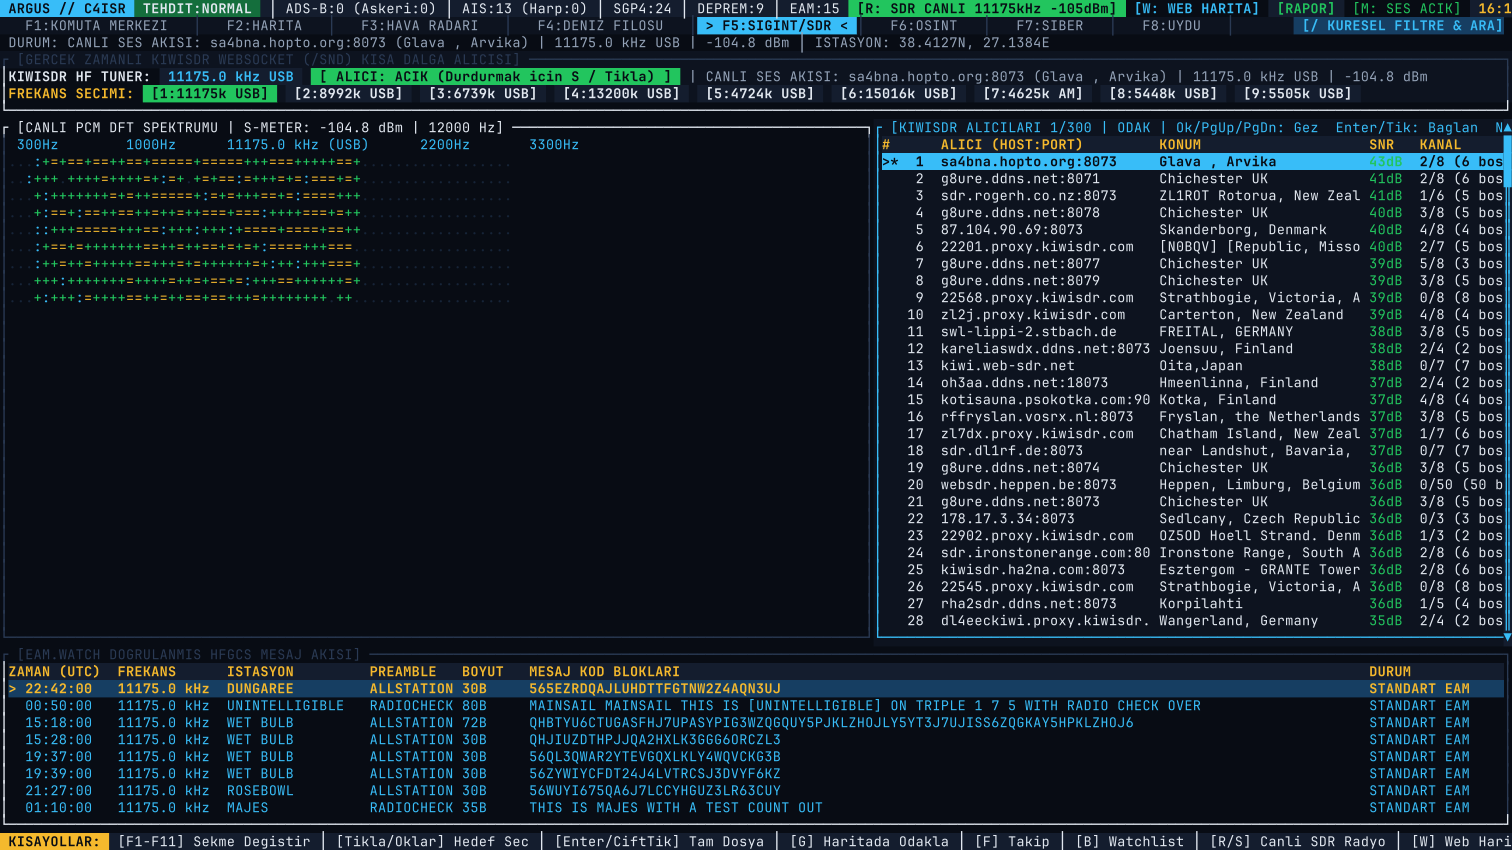 ARGUS // C4ISR TEHDIT:NORMAL │ ADS-B:0 (Askeri:0) │ AIS:13 (Harp:0) │ SGP4:24 │ DEPREM:9 │ EAM:15 [R: SDR CANLI 11175kHz -105dBm] [W: WEB HARITA] [RAPOR] [M: SES ACIK] 16:1
F1:KOMUTA MERKEZI F2:HARITA F3:HAVA RADARI F4:DENIZ FILOSU > F5:SIGINT/SDR < F6:OSINT F7:SIBER F8:UYDU [/ KURESEL FILTRE & ARA]
DURUM: CANLI SES AKISI: sa4bna.hopto.org:8073 (Glava , Arvika) | 11175.0 kHz USB | -104.8 dBm │ ISTASYON: 38.4127N, 27.1384E
[GERCEK ZAMANLI KIWISDR WEBSOCKET (/SND) KISA DALGA ALICISI]
KIWISDR HF TUNER: 11175.0 kHz USB [ ALICI: ACIK (Durdurmak icin S / Tikla) ] | CANLI SES AKISI: sa4bna.hopto.org:8073 (Glava , Arvika) | 11175.0 kHz USB | -104.8 dBm
FREKANS SECIMI: [1:11175k USB] [2:8992k USB] [3:6739k USB] [4:13200k USB] [5:4724k USB] [6:15016k USB] [7:4625k AM] [8:5448k USB] [9:5505k USB]
[CANLI PCM DFT SPEKTRUMU | S-METER: -104.8 dBm | 12000 Hz]
300Hz 1000Hz 11175.0 kHz (USB) 2200Hz 3300Hz
[KIWISDR ALICILARI 1/300 | ODAK | Ok/PgUp/PgDn: Gez Enter/Tik: Baglan N
# ALICI (HOST:PORT) KONUM SNR KANAL
>* 1 sa4bna.hopto.org:8073 Glava , Arvika 43dB 2/8 (6 bos
2 g8ure.ddns.net:8071 Chichester UK 41dB 2/8 (6 bos
3 sdr.rogerh.co.nz:8073 ZL1ROT Rotorua, New Zeal 41dB 1/6 (5 bos
4 g8ure.ddns.net:8078 Chichester UK 40dB 3/8 (5 bos
5 87.104.90.69:8073 Skanderborg, Denmark 40dB 4/8 (4 bos
6 22201.proxy.kiwisdr.com [N0BQV] [Republic, Misso 40dB 2/7 (5 bos
7 g8ure.ddns.net:8077 Chichester UK 39dB 5/8 (3 bos
8 g8ure.ddns.net:8079 Chichester UK 39dB 3/8 (5 bos
9 22568.proxy.kiwisdr.com Strathbogie, Victoria, A 39dB 0/8 (8 bos
10 zl2j.proxy.kiwisdr.com Carterton, New Zealand 39dB 4/8 (4 bos
11 swl-lippi-2.stbach.de FREITAL, GERMANY 38dB 3/8 (5 bos
12 kareliaswdx.ddns.net:8073 Joensuu, Finland 38dB 2/4 (2 bos
13 kiwi.web-sdr.net Oita,Japan 38dB 0/7 (7 bos
14 oh3aa.ddns.net:18073 Hmeenlinna, Finland 37dB 2/4 (2 bos
15 kotisauna.psokotka.com:90 Kotka, Finland 37dB 4/8 (4 bos
16 rffryslan.vosrx.nl:8073 Fryslan, the Netherlands 37dB 3/8 (5 bos
17 zl7dx.proxy.kiwisdr.com Chatham Island, New Zeal 37dB 1/7 (6 bos
18 sdr.dl1rf.de:8073 near Landshut, Bavaria, 37dB 0/7 (7 bos
19 g8ure.ddns.net:8074 Chichester UK 36dB 3/8 (5 bos
20 websdr.heppen.be:8073 Heppen, Limburg, Belgium 36dB 0/50 (50 b
21 g8ure.ddns.net:8073 Chichester UK 36dB 3/8 (5 bos
22 178.17.3.34:8073 Sedlcany, Czech Republic 36dB 0/3 (3 bos
23 22902.proxy.kiwisdr.com OZ5OD Hoell Strand. Denm 36dB 1/3 (2 bos
24 sdr.ironstonerange.com:80 Ironstone Range, South A 36dB 2/8 (6 bos
25 kiwisdr.ha2na.com:8073 Esztergom - GRANTE Tower 36dB 2/8 (6 bos
26 22545.proxy.kiwisdr.com Strathbogie, Victoria, A 36dB 0/8 (8 bos
27 rha2sdr.ddns.net:8073 Korpilahti 36dB 1/5 (4 bos
28 dl4eeckiwi.proxy.kiwisdr. Wangerland, Germany 35dB 2/4 (2 bos
[EAM.WATCH DOGRULANMIS HFGCS MESAJ AKISI]
ZAMAN (UTC) FREKANS ISTASYON PREAMBLE BOYUT MESAJ KOD BLOKLARI DURUM
> 22:42:00 11175.0 kHz DUNGAREE ALLSTATION 30B 565EZRDQAJLUHDTTFGTNW2Z4AQN3UJ STANDART EAM
00:50:00 11175.0 kHz UNINTELLIGIBLE RADIOCHECK 80B MAINSAIL MAINSAIL THIS IS [UNINTELLIGIBLE] ON TRIPLE 1 7 5 WITH RADIO CHECK OVER STANDART EAM
15:18:00 11175.0 kHz WET BULB ALLSTATION 72B QHBTYU6CTUGASFHJ7UPASYPIG3WZQGQUY5PJKLZHOJLY5YT3J7UJISS6ZQGKAY5HPKLZHOJ6 STANDART EAM
15:28:00 11175.0 kHz WET BULB ALLSTATION 30B QHJIUZDTHPJJQA2HXLK3GGG6ORCZL3 STANDART EAM
19:37:00 11175.0 kHz WET BULB ALLSTATION 30B 56QL3QWAR2YTEVGQXLKLY4WQVCKG3B STANDART EAM
19:39:00 11175.0 kHz WET BULB ALLSTATION 30B 56ZYWIYCFDT24J4LVTRCSJ3DVYF6KZ STANDART EAM
21:27:00 11175.0 kHz ROSEBOWL ALLSTATION 30B 56WUYI675QA6J7LCCYHGUZ3LR63CUY STANDART EAM
01:10:00 11175.0 kHz MAJES RADIOCHECK 35B THIS IS MAJES WITH A TEST COUNT OUT STANDART EAM
KISAYOLLAR: [F1-F11] Sekme Degistir │ [Tikla/Oklar] Hedef Sec │ [Enter/CiftTik] Tam Dosya │ [G] Haritada Odakla │ [F] Takip │ [B] Watchlist │ [R/S] Canli SDR Radyo │ [W] Web Hari